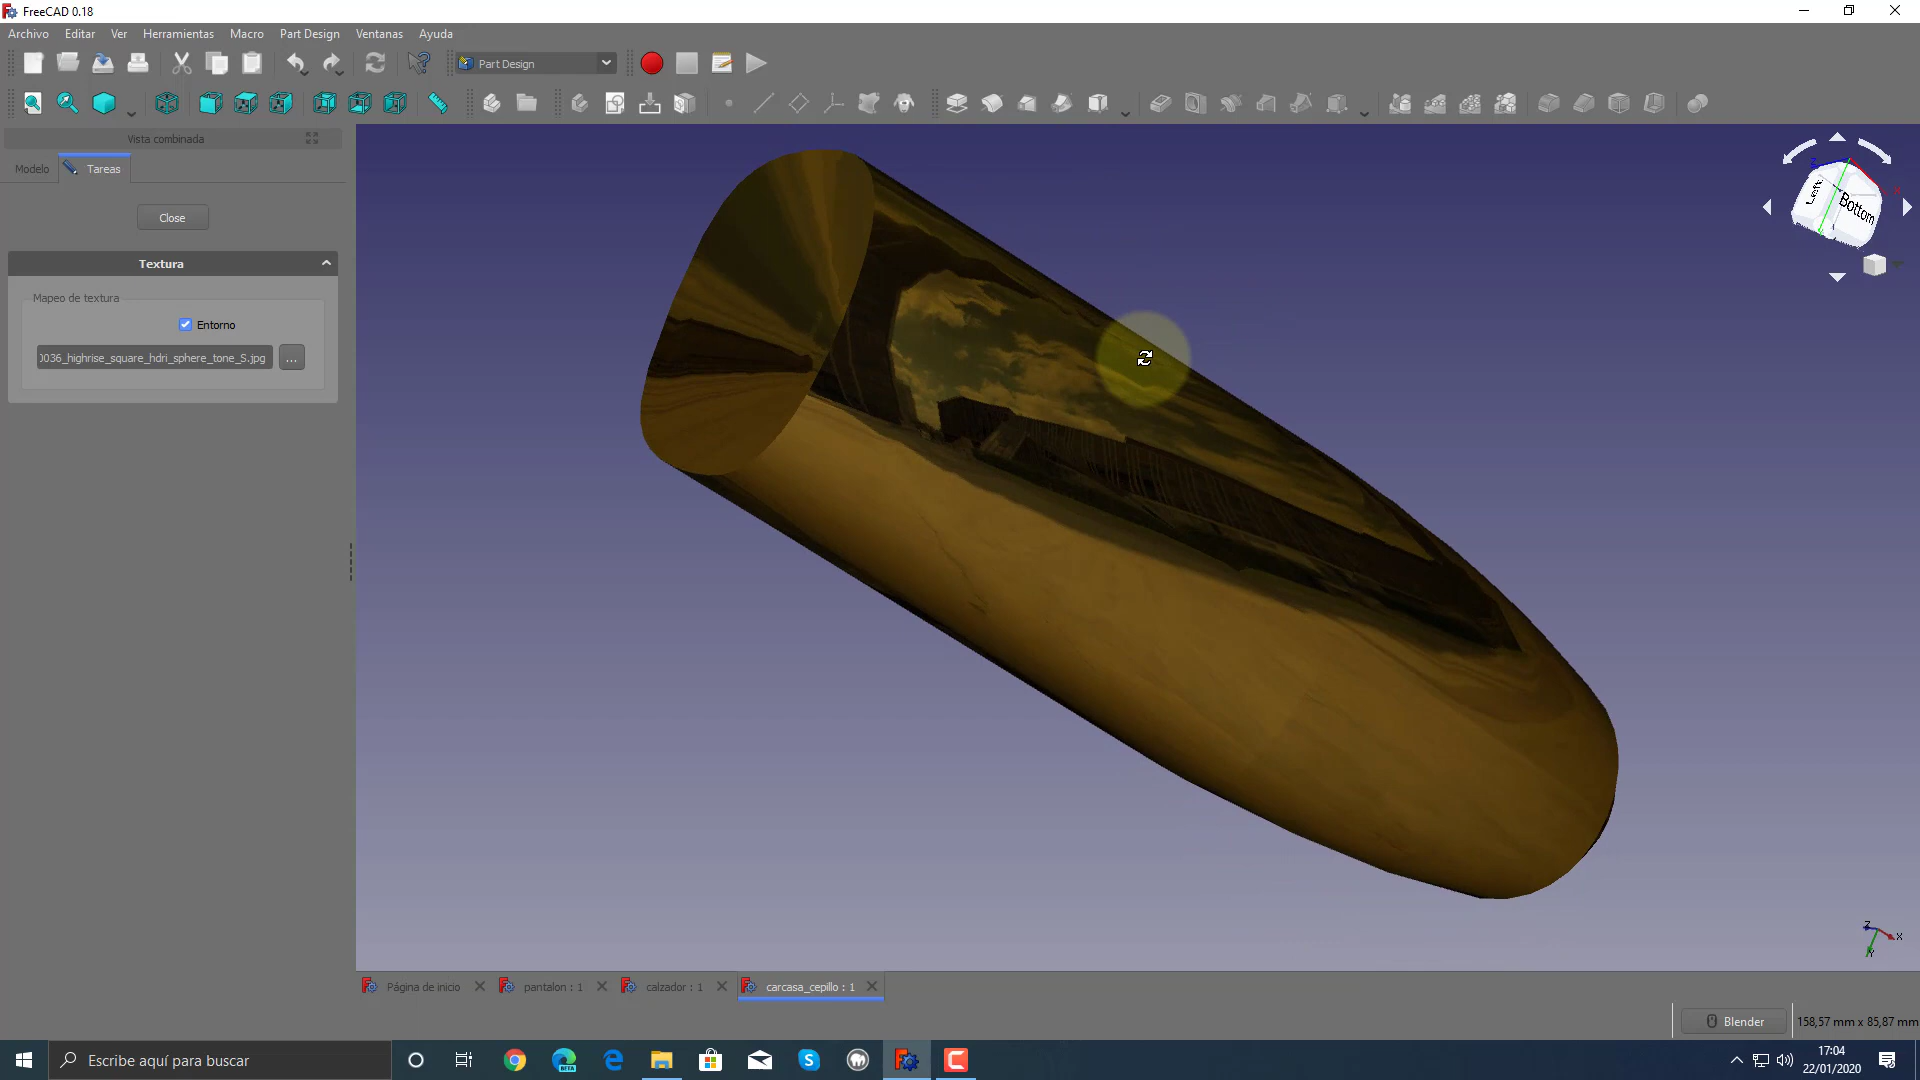 FreeCAD 0.18
Archivo Editar Ver Herramientas Macro Part Design Ventanas Ayuda
Part Design
Vista combinada
Modelo Tareas
Close
Textura
Mapeo de textura
Entorno
0036_highrise_square_hdri_sphere_tone_S.jpg ...
Z X
Left Bottom
Z X
Y
Página de inicio pantalon : 1 calzador : 1 carcasa_cepillo : 1
Blender 158,57 mm x 85,87 mm
Escribe aquí para buscar
BETA
17:04
22/01/2020